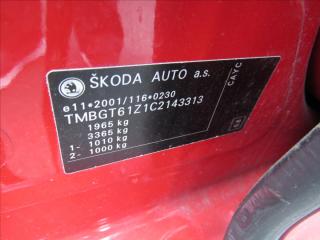 ŠKODA AUTO a.s.
e11*2001/116*0230
TMBGT61Z1C2143313
1965 kg
3365 kg
1- 1010 kg
2- 1000 kg
CAYC